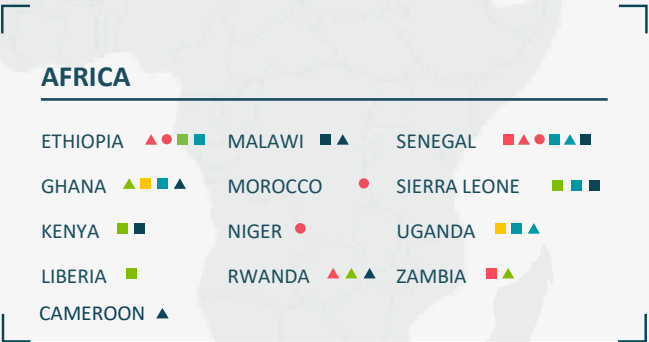 AFRICA
ETHIOPIA MALAWI SENEGAL
GHANA MOROCCO SIERRA LEONE
KENYA NIGER UGANDA
LIBERIA RWANDA ZAMBIA
CAMEROON